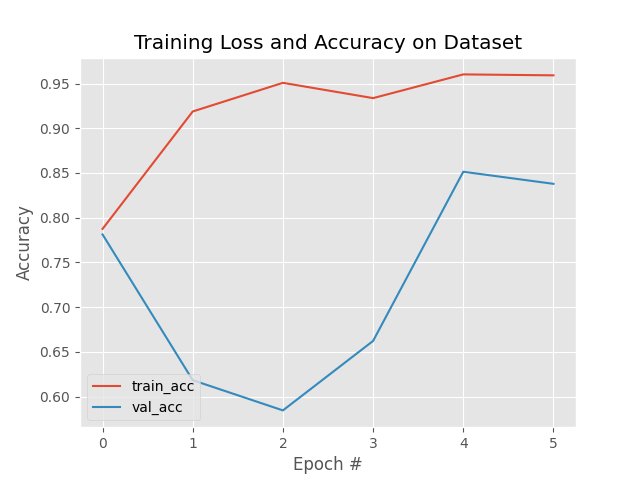 Training Loss and Accuracy on Dataset
0.95
0.90
0.85
0.80
0.75
0.70
0.65
0.60
Accuracy
train_acc
val_acc
0 1 2 3 4 5
Epoch #